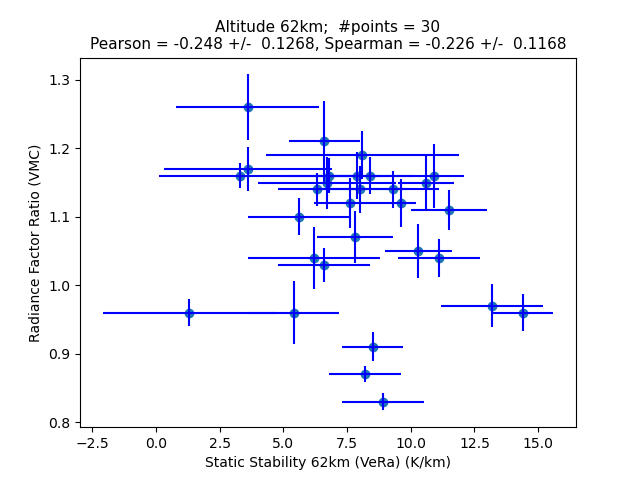 Altitude 62km;  #points = 30
Pearson = -0.248 +/-  0.1268, Spearman = -0.226 +/-  0.1168
Radiance Factor Ratio (VMC)
1.3
1.2
1.1
1.0
0.9
0.8
−2.5 0.0 2.5 5.0 7.5 10.0 12.5 15.0
Static Stability 62km (VeRa) (K/km)